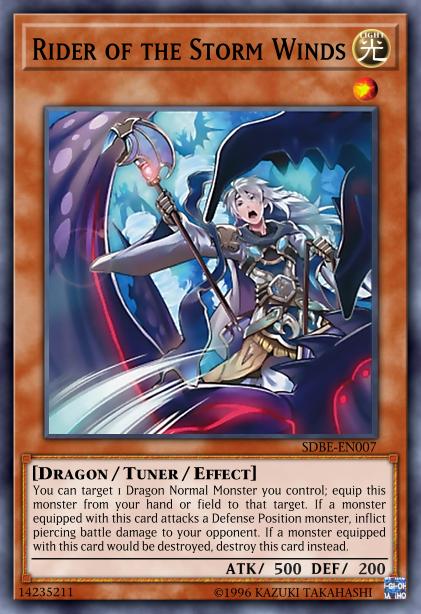 RIDER OF THE STORM WINDS
LIGHT
光
SDBE-EN007
[DRAGON / TUNER / EFFECT]
You can target 1 Dragon Normal Monster you control; equip this
monster from your hand or field to that target. If a monster
equipped with this card attacks a Defense Position monster, inflict
piercing battle damage to your opponent. If a monster equipped
with this card would be destroyed, destroy this card instead.
ATK/ 500 DEF/ 200
14235211
©1996 KAZUKI TAKAHASHI